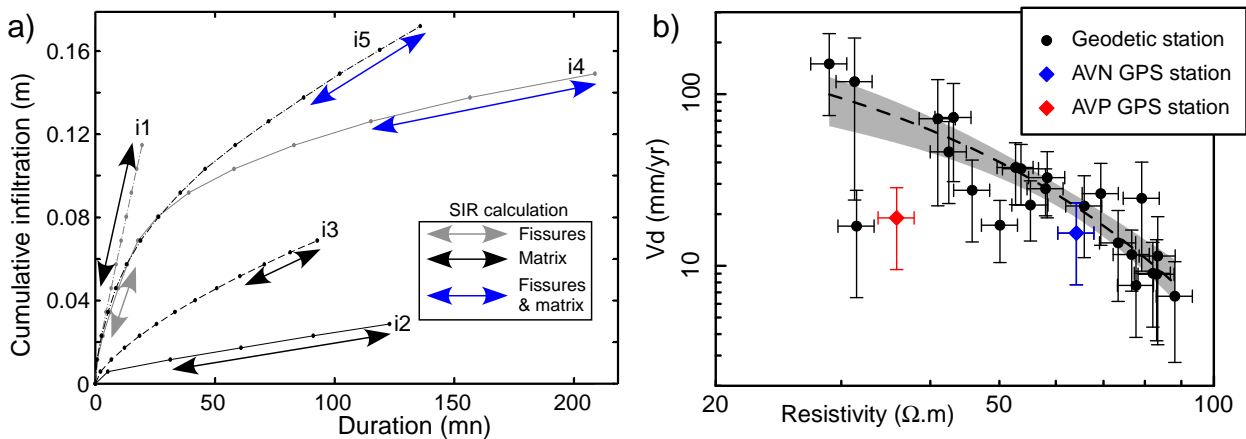 a)
Cumulative infiltration (m)
0.16
0.12
0.08
0.04
0
0
50
100
150
200
Duration (mn)
i1
i5
i4
i3
i2
SIR calculation
Fissures
Matrix
Fissures
& matrix
b)
Vd (mm/yr)
100
10
20
50
100
Resistivity (Ω.m)
Geodetic station
AVN GPS station
AVP GPS station